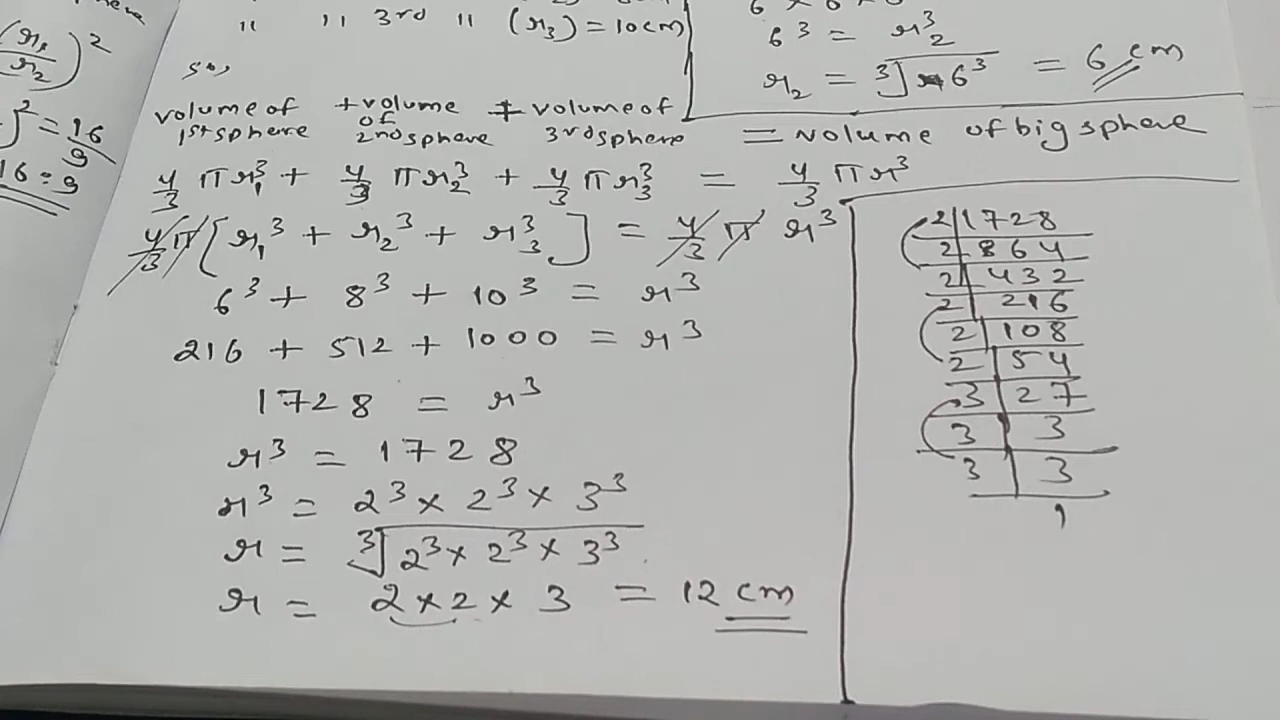 (r₁/r₂)²
)² = 16/9
16 : 9
" " 3rd " (r₃) = 10cm
so,
volume of 1st sphere + volume of 2nd sphere + volume of 3rd sphere = volume of big sphere
4/3 πr₁³ + 4/3 πr₂³ + 4/3 πr₃³ = 4/3 πr³
4/3 π[r₁³ + r₂³ + r₃³] = 4/3 π r³
6³ + 8³ + 10³ = r³
216 + 512 + 1000 = r³
1728 = r³
r³ = 1728
r³ = 2³ × 2³ × 3³
r = ³√2³ × 2³ × 3³
r = 2 × 2 × 3 = 12 cm
6³ = r₂³
r₂ = ³√6³ = 6 cm
2 | 1728
2 | 864
2 | 432
2 | 216
2 | 108
2 | 54
3 | 27
3 | 3
3 | 3
1